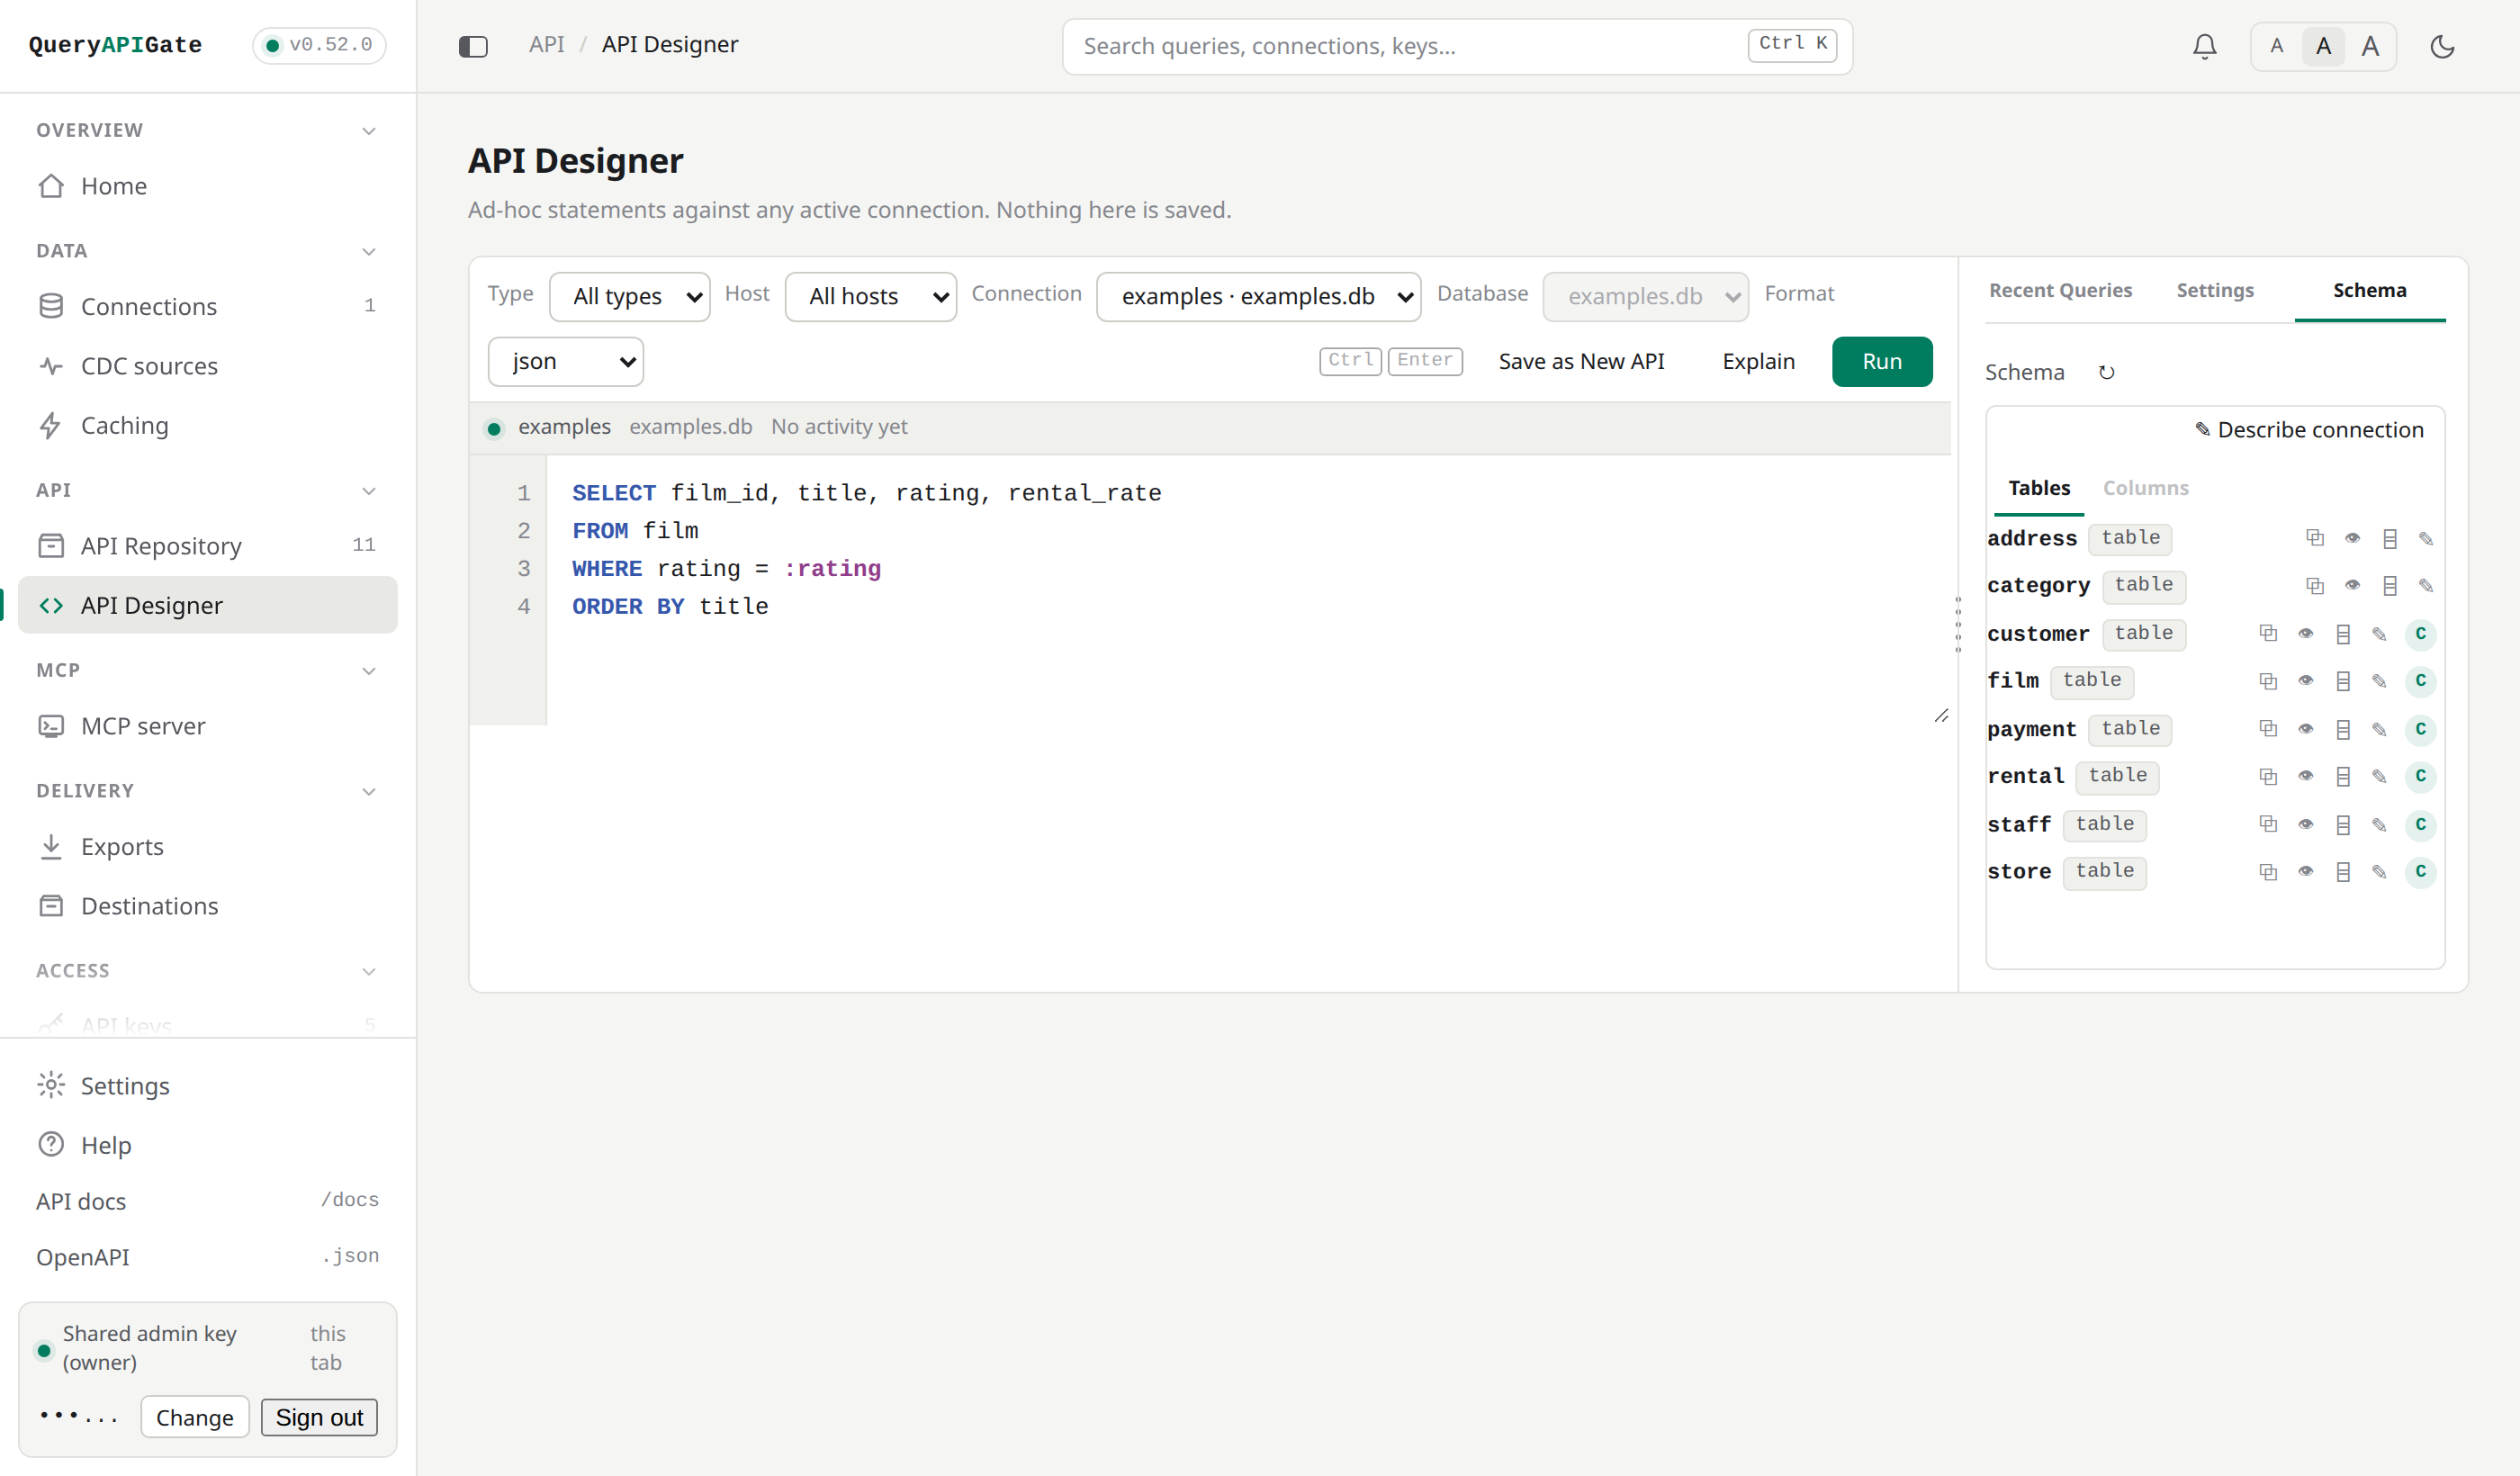 QueryAPIGate
v0.52.0
API / API Designer
Search queries, connections, keys...
Ctrl K
A A A
OVERVIEW
Home
DATA
Connections 1
CDC sources
Caching
API
API Repository 11
API Designer
MCP
MCP server
DELIVERY
Exports
Destinations
ACCESS
API keys 5
Settings
Help
API docs /docs
OpenAPI .json
Shared admin key (owner)
this tab
•••...
Change
Sign out
API Designer
Ad-hoc statements against any active connection. Nothing here is saved.
Type All types Host All hosts Connection examples · examples.db Database examples.db Format
json Ctrl Enter Save as New API Explain Run
examples examples.db No activity yet
1 SELECT film_id, title, rating, rental_rate
2 FROM film
3 WHERE rating = :rating
4 ORDER BY title
Recent Queries Settings Schema
Schema
Describe connection
Tables Columns
address table
category table
customer table C
film table C
payment table C
rental table C
staff table C
store table C